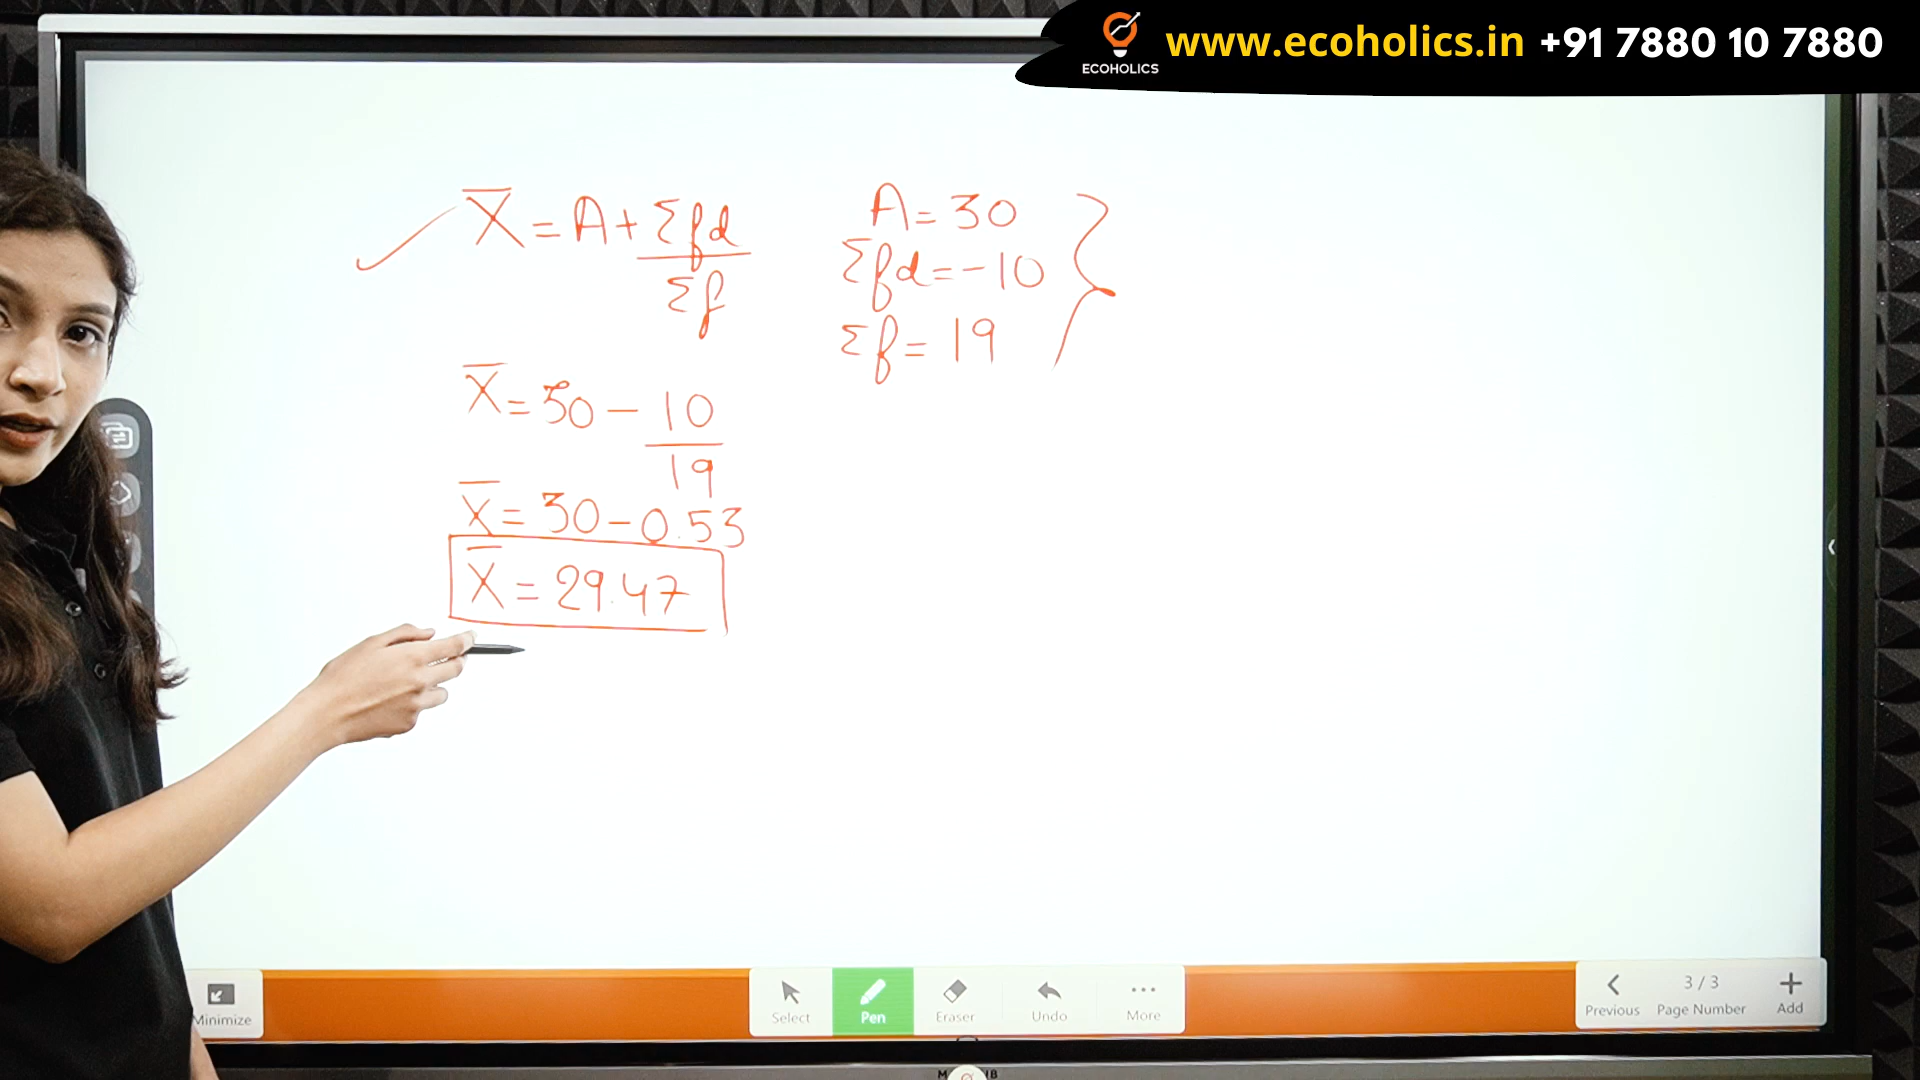 www.ecoholics.in +91 7880 10 7880
ECOHOLICS
X̅ = A + Σfd / Σf
A = 30
Σfd = -10
Σf = 19
X̅ = 30 - 10 / 19
X̅ = 30 - 0.53
X̅ = 29.47
Minimize
Select
Pen
Eraser
Undo
More
Previous
3 / 3
Page Number
Add